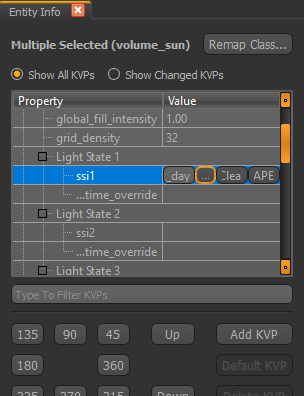 Entity Info
Multiple Selected (volume_sun) Remap Class...
Show All KVPs Show Changed KVPs
Property Value
global_fill_intensity 1.00
grid_density 32
Light State 1
ssi1 _day ... Clea APE
...time_override
Light State 2
ssi2
...time_override
Light State 3
Type To Filter KVPs
135 90 45 Up Add KVP
180 360 Default KVP
225 270 315 Down Delete KVP